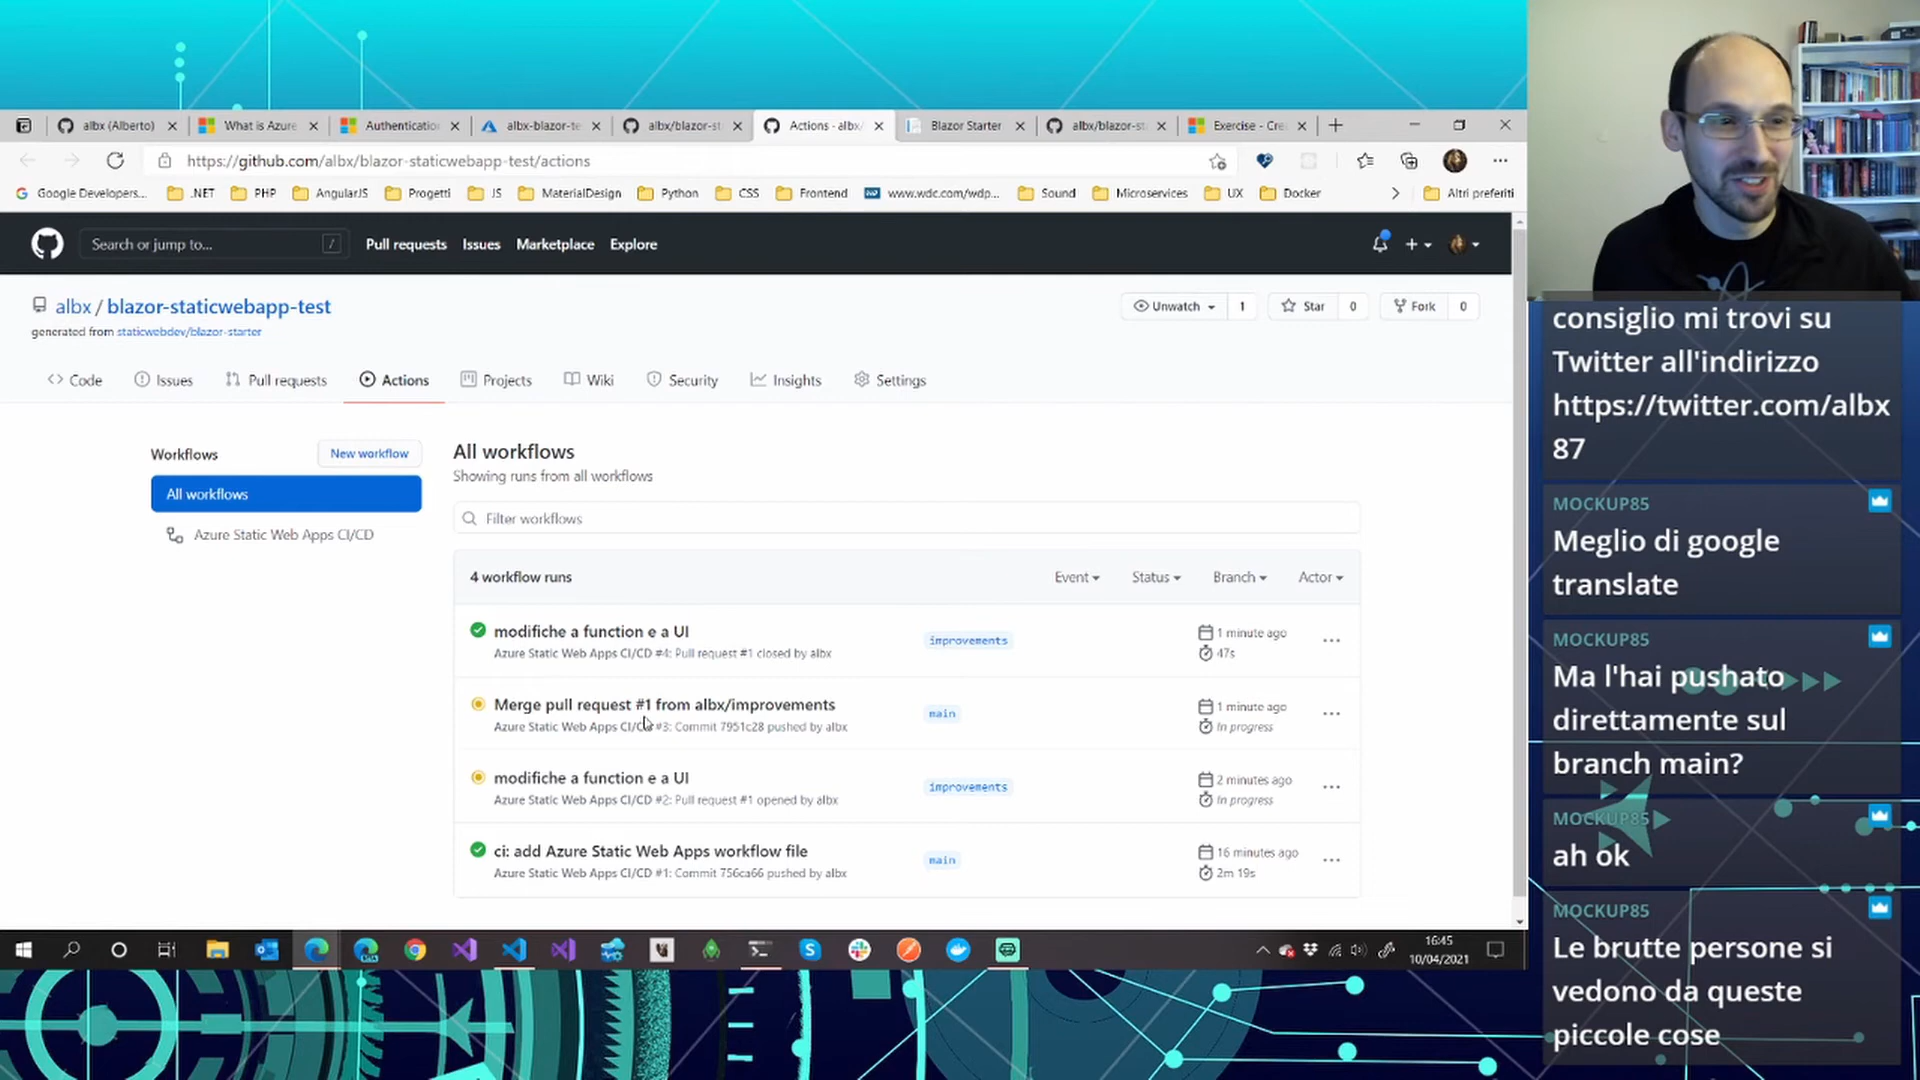 albx (Alberto)
What is Azure
Authentication
albx-blazor-te
albx/blazor-st
Actions - albx/
Blazor Starter
albx/blazor-st
Exercise - Cre
https://github.com/albx/blazor-staticwebapp-test/actions
Google Developers...
.NET
PHP
AngularJS
Progetti
JS
MaterialDesign
Python
CSS
Frontend
www.wdc.com/wdp...
Sound
Microservices
UX
Docker
Altri preferiti
Search or jump to...
/
Pull requests
Issues
Marketplace
Explore
albx / blazor-staticwebapp-test
generated from staticwebdev/blazor-starter
Unwatch
1
Star
0
Fork
0
Code
Issues
Pull requests
Actions
Projects
Wiki
Security
Insights
Settings
Workflows
New workflow
All workflows
Azure Static Web Apps CI/CD
All workflows
Showing runs from all workflows
Filter workflows
4 workflow runs
Event
Status
Branch
Actor
modifiche a function e a UI
Azure Static Web Apps CI/CD #4: Pull request #1 closed by albx
improvements
1 minute ago
47s
Merge pull request #1 from albx/improvements
Azure Static Web Apps CI/CD #3: Commit 7951c28 pushed by albx
main
1 minute ago
In progress
modifiche a function e a UI
Azure Static Web Apps CI/CD #2: Pull request #1 opened by albx
improvements
2 minutes ago
In progress
ci: add Azure Static Web Apps workflow file
Azure Static Web Apps CI/CD #1: Commit 756ca66 pushed by albx
main
16 minutes ago
2m 19s
16:45
10/04/2021
consiglio mi trovi su
Twitter all'indirizzo
https://twitter.com/albx
87
MOCKUP85
Meglio di google
translate
MOCKUP85
Ma l'hai pushato
direttamente sul
branch main?
MOCKUP85
ah ok
MOCKUP85
Le brutte persone si
vedono da queste
piccole cose